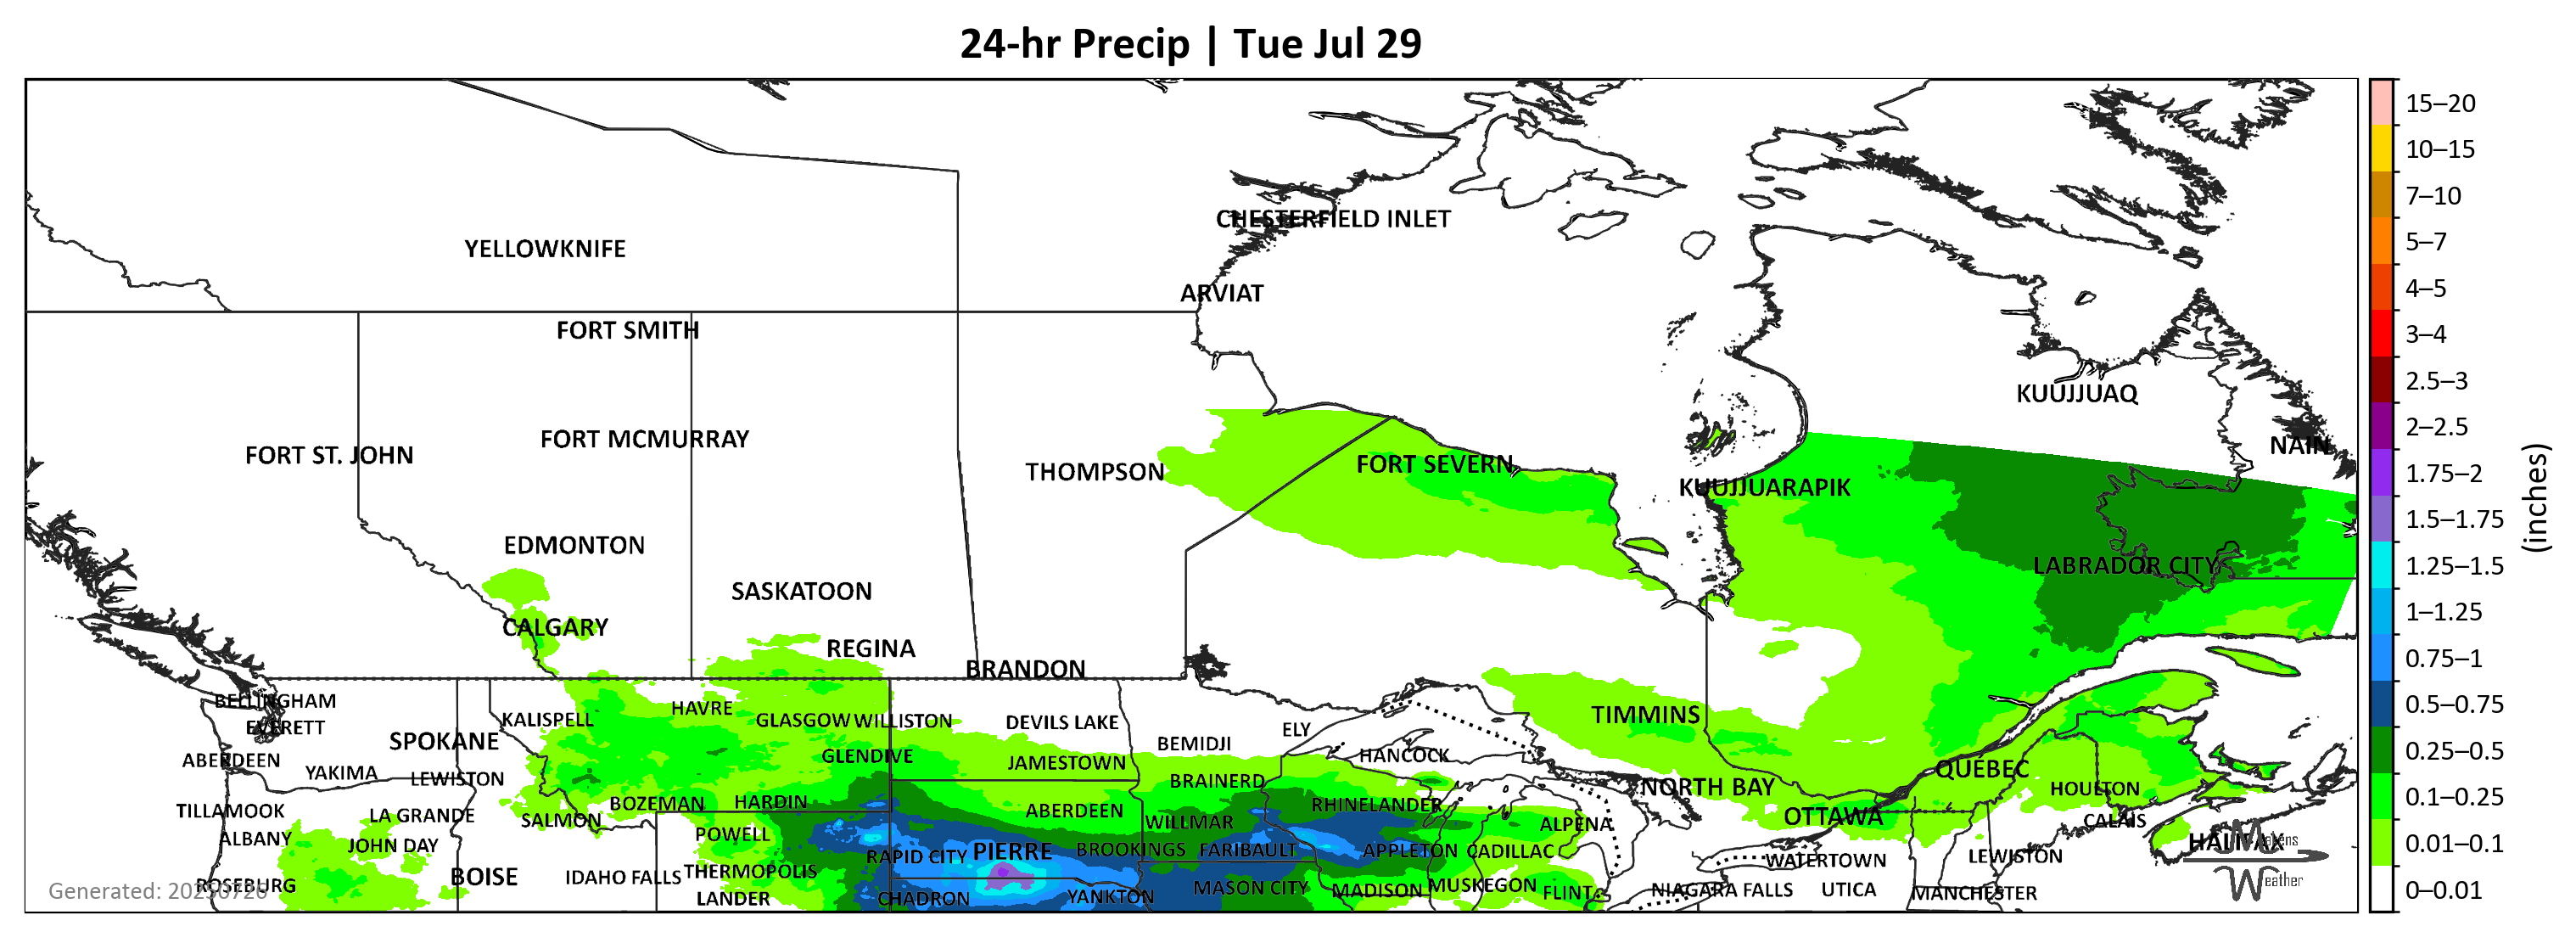 24-hr Precip | Tue Jul 29
15–20
10–15
CHESTERFIELD INLET
7–10
YELLOWKNIFE
5–7
ARVIAT
4–5
FORT SMITH
3–4
2.5–3
KUUJJUAQ
2–2.5
FORT MCMURRAY
NAIN
FORT ST. JOHN
THOMPSON
FORT SEVERN
1.75–2
KUUJJUARAPIK
(inches)
1.5–1.75
EDMONTON
LABRADOR CITY
1.25–1.5
SASKATOON
1–1.25
CALGARY
REGINA
0.75–1
BRANDON
BELLINGHAM
0.5–0.75
HAVRE
KALISPELL
GLASGOW WILLISTON
DEVILS LAKE
TIMMINS
EVERETT
ELY
SPOKANE
BEMIDJI
0.25–0.5
ABERDEEN
GLENDIVE
JAMESTOWN
HANCOCK
QUÉBEC
YAKIMA
LEWISTON
BRAINERD
NORTH BAY
HOULTON
0.1–0.25
TILLAMOOK
LA GRANDE
BOZEMAN
HARDIN
ABERDEEN
RHINELANDER
SALMON
WILLMAR
ALPENA
OTTAWA
CALAIS
ALBANY
JOHN DAY
POWELL
HALIFAX
Matens
0.01–0.1
RAPID CITY
PIERRE
BROOKINGS
FARIBAULT
APPLETON
CADILLAC
WATERTOWN
LEWISTON
BOISE
IDAHO FALLS
THERMOPOLIS
Weather
ROSEBURG
Generated: 20250728
LANDER
CHADRON
YANKTON
MASON CITY
MADISON
MUSKEGON
FLINT
NIAGARA FALLS
UTICA
MANCHESTER
0–0.01